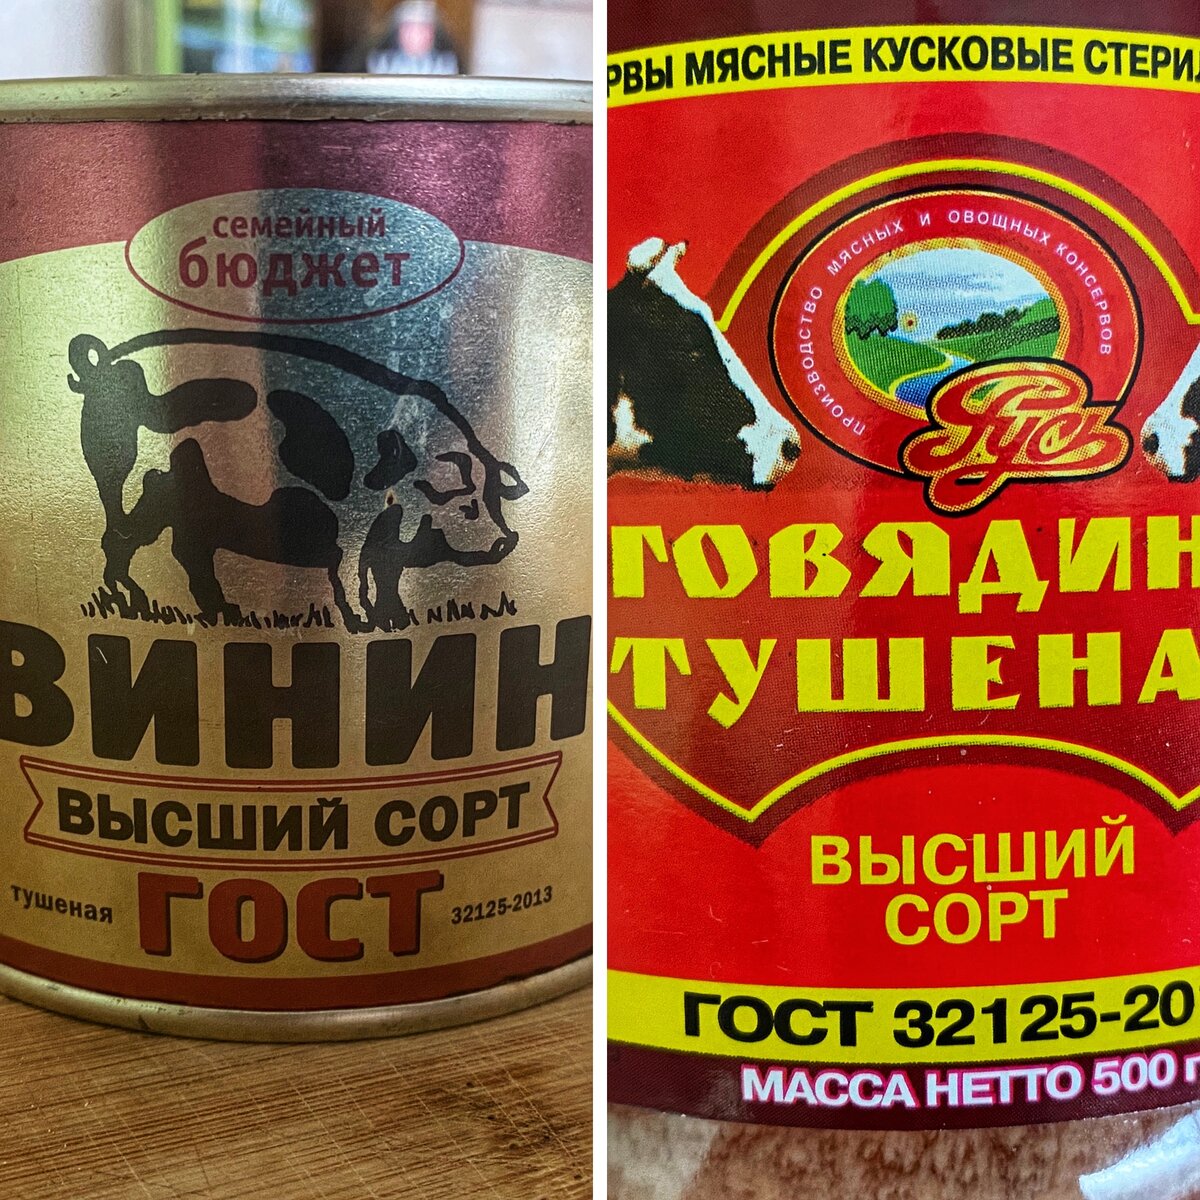 семейный
бюджет
ВИНИН
ВЫСШИЙ СОРТ
тушеная
ГОСТ
32125-2013
РВЫ МЯСНЫЕ КУСКОВЫЕ СТЕРИЛ
ПРОИЗВОДСТВО МЯСНЫХ И ОВОЩНЫХ КОНСЕРВОВ
Русь
ГОВЯДИН
ТУШЕНА
ВЫСШИЙ
СОРТ
ГОСТ 32125-20
МАССА НЕТТО 500 г